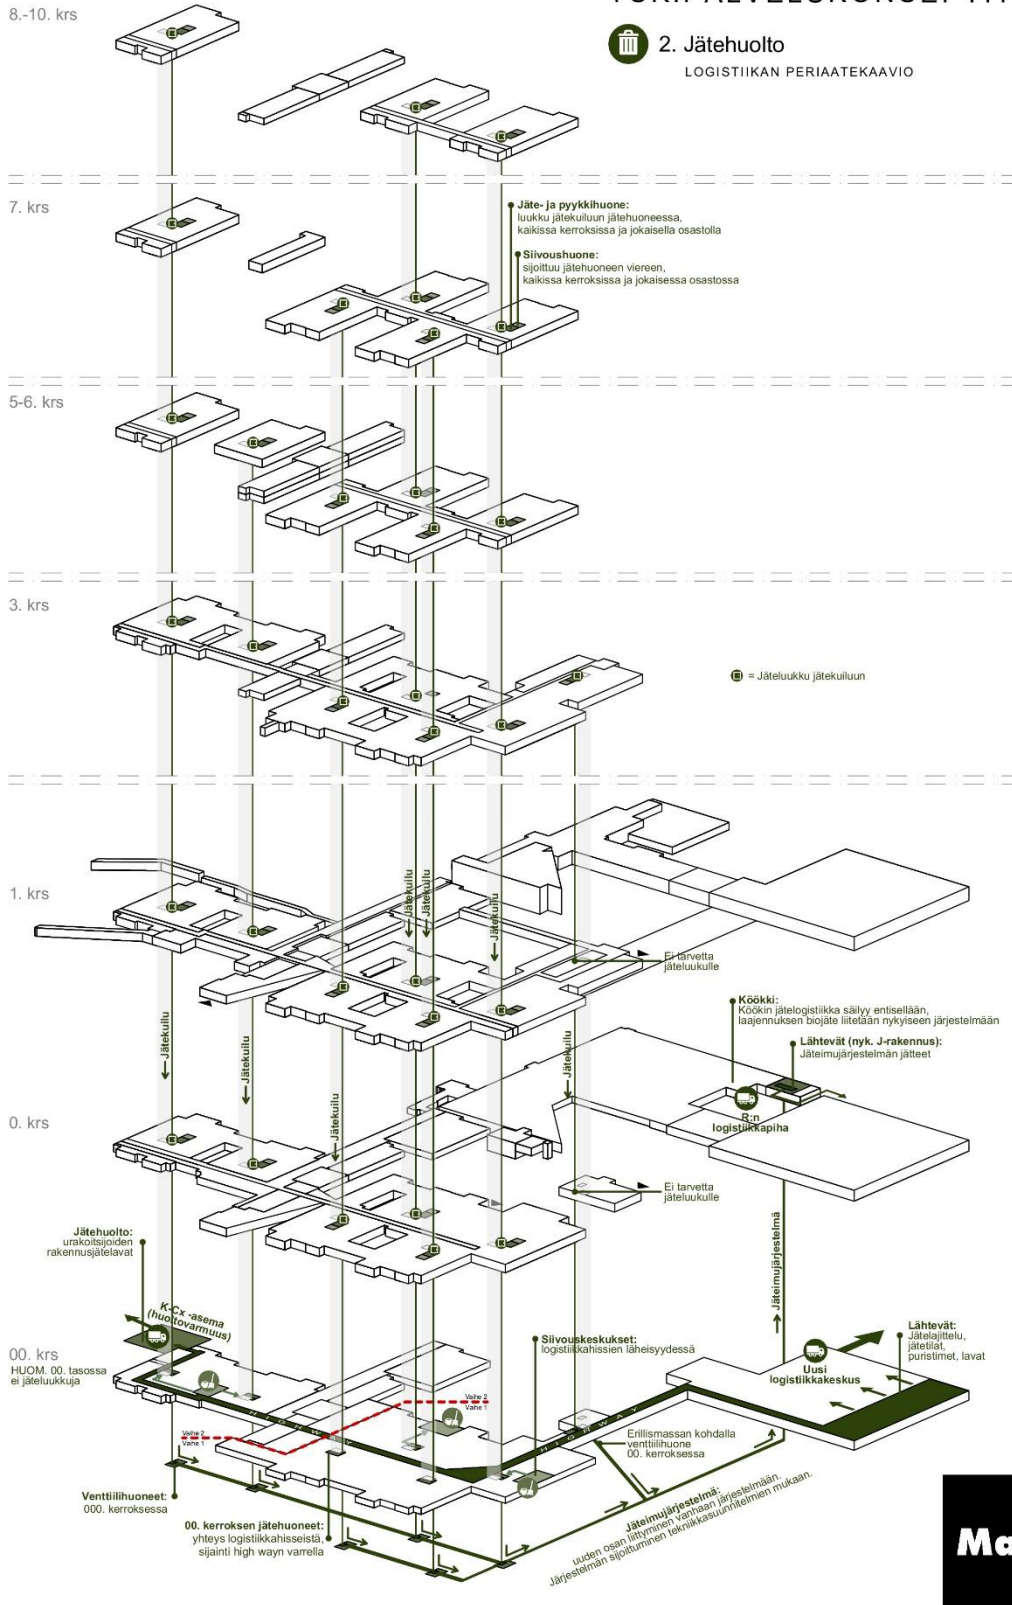 8.-10. krs
2. Jätehuolto
LOGISTIIKAN PERIAATEKAAVIO
7. krs
Jäte- ja pyykkihuone:
luukku jätekuiluun jätehuoneessa,
kaikissa kerroksissa ja jokaisella osastolla
Siivoushuone:
sijoittuu jätehuoneen viereen,
kaikissa kerroksissa ja jokaisessa osastossa
5-6. krs
3. krs
= Jäteluukku jätekuiluun
1. krs
Jätekuilu
Jätekuilu
Jätekuilu
Ei tarvetta
jäteluukulle
Köökki:
Köökin jätelogistiikka säilyy entisellään,
laajennuksen biojäte liitetään nykyiseen järjestelmään
Lähtevät (nyk. J-rakennus):
Jäteimujärjestelmän jätteet
Jätekuilu
Jätekuilu
Jätekuilu
Jätekuilu
R:n
logistiikkapiha
0. krs
Ei tarvetta
jäteluukulle
Jätehuolto:
urakoitsijoiden
rakennusjätelavat
Jäteimujärjestelmä
K-Cx -asema
(huoltovarmuus)
00. krs
HUOM. 00. tasossa
ei jäteluukkuja
Siivouskeskukset:
logistiikkahissien läheisyydessä
Lähtevät:
Jätelajittelu,
jätetilat,
puristimet, lavat
Uusi
logistiikkakeskus
Vaihe 2
Vaihe 1
Vaihe 2
Vaihe 1
HIGHWAY
Erillismassan kohdalla
venttiilihuone
00. kerroksessa
Venttiilihuoneet:
000. kerroksessa
00. kerroksen jätehuoneet:
yhteys logistiikkahisseistä,
sijainti high wayn varrella
Jäteimujärjestelmä:
uuden osan liittyminen vanhaan järjestelmään.
Järjestelmän sijoittuminen tekniikkasuunnitelmien mukaan.
Ma